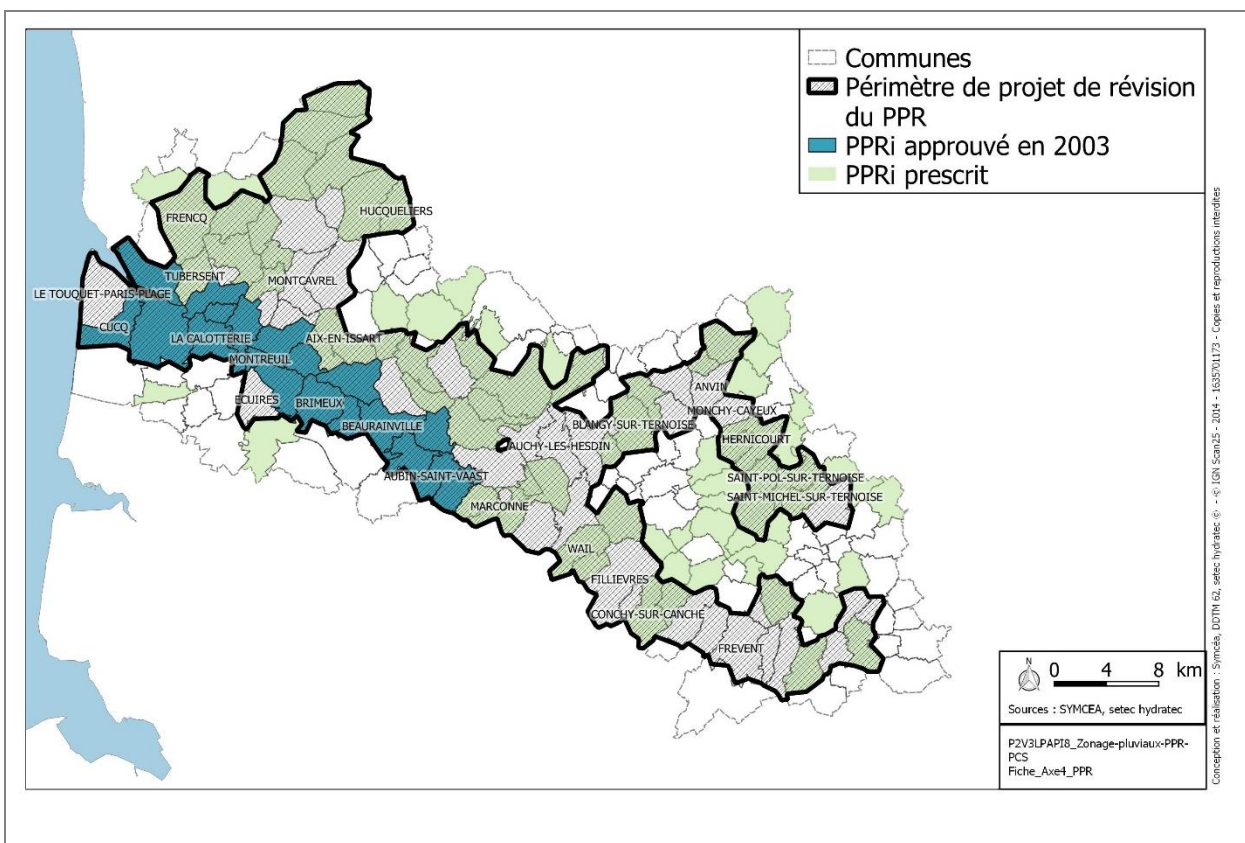 Communes
Périmètre de projet de révision
du PPR
PPRi approuvé en 2003
PPRi prescrit
HUCQUELIERS
FRENCQ
TUBERSENT
MONTCAVREL
LE TOUQUET-PARIS-PLAGE
CUCQ
LA CALOTTERIE
AIX-EN-ISSART
MONTREUIL
ANVIN
ECUIRES
BRIMEUX
MONCHY-CAYEUX
BEAURAINVILLE
BLANGY-SUR-TERNOISE
HERNICOURT
AUCHY-LES-HESDIN
AUBIN-SAINT-VAAST
SAINT-POL-SUR-TERNOISE
SAINT-MICHEL-SUR-TERNOISE
MARCONNE
WAIL
FILLIEVRES
CONCHY-SUR-CANCHE
FREVENT
N
0 4 8 km
Sources : SYMCEA, setec hydratec
P2V3LPAPI8_Zonage-pluviaux-PPR-
PCS
Fiche_Axe4_PPR
Conception et réalisation : Symcéa, DDTM 62, setec hydratec © - © IGN Scan25 - 2014 - 1635701173 - Copies et reproductions interdites